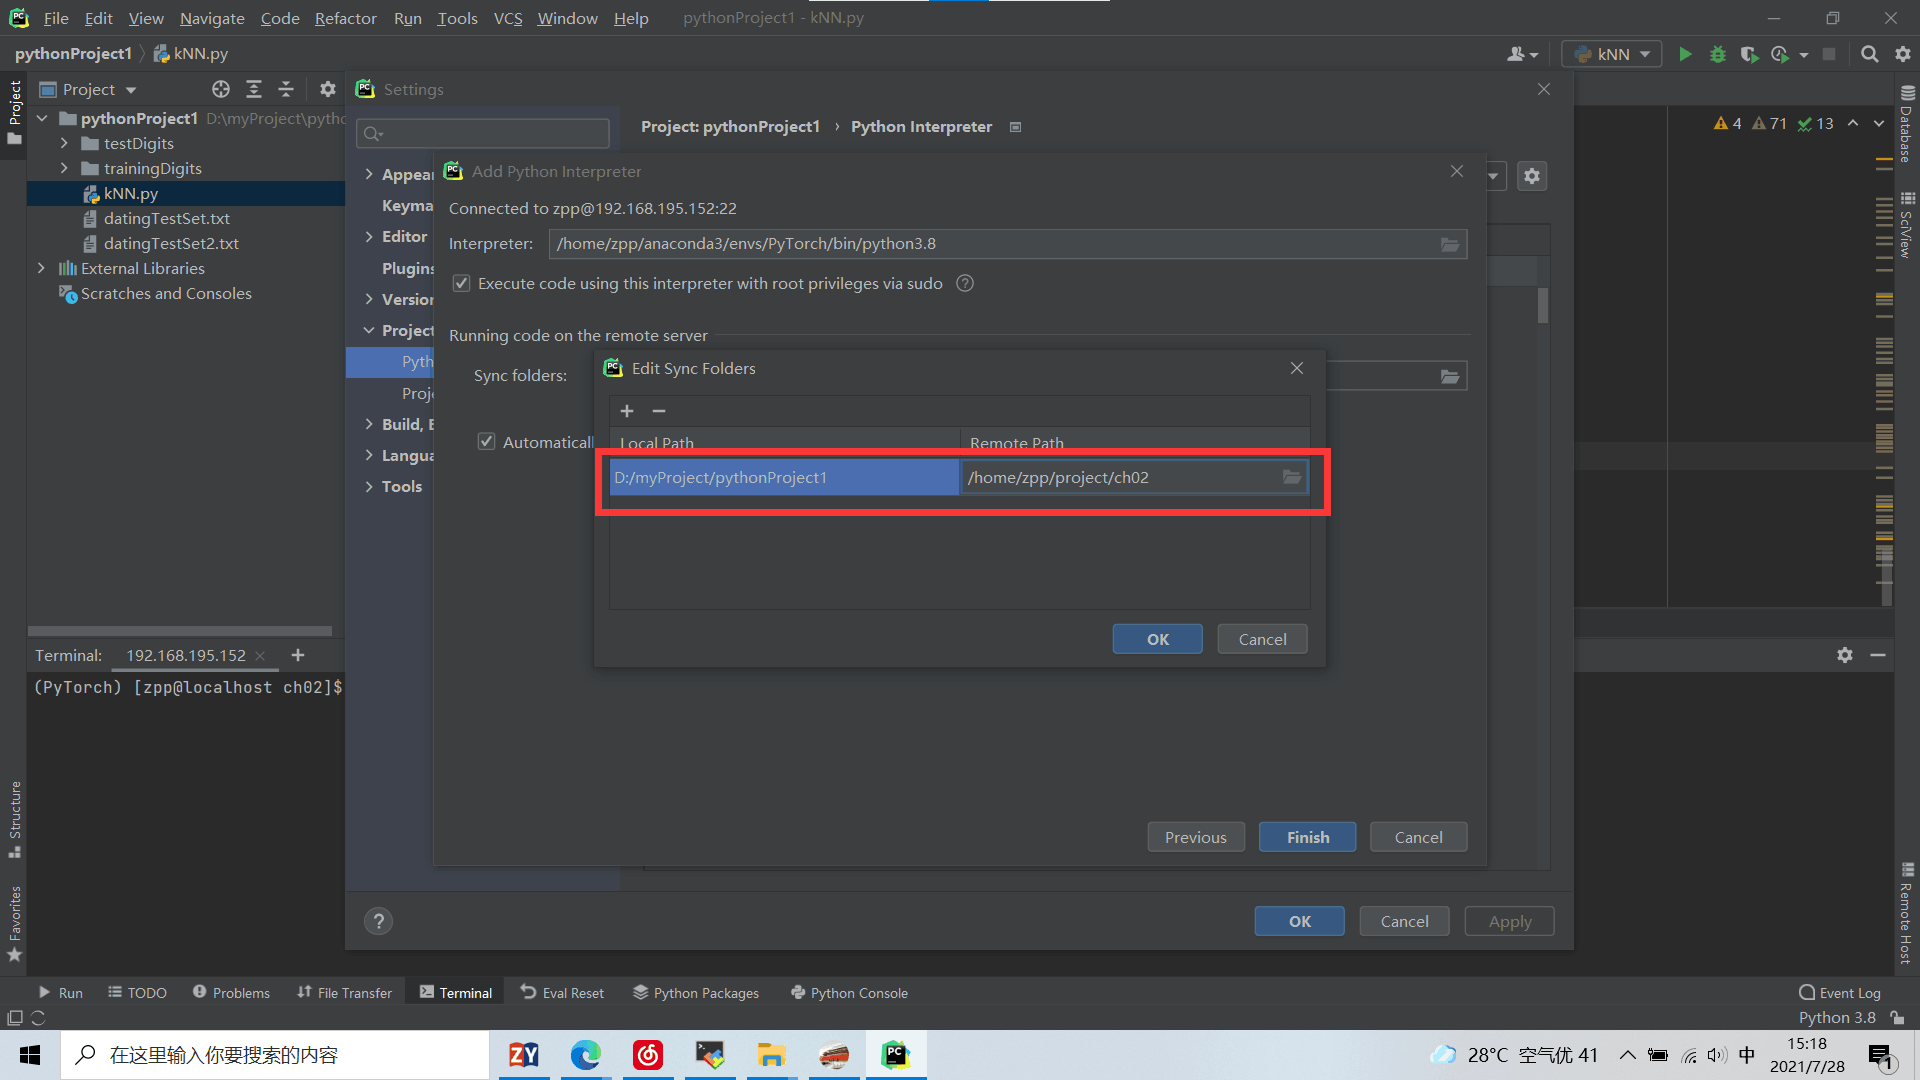 File Edit View Navigate Code Refactor Run Tools VCS Window Help pythonProject1 - kNN.py
pythonProject1 kNN.py
kNN
Project
Project
pythonProject1 D:\myProject\pytho
testDigits
trainingDigits
kNN.py
datingTestSet.txt
datingTestSet2.txt
External Libraries
Scratches and Consoles
Settings
Project: pythonProject1 › Python Interpreter
Appear
Keyma
Editor
Plugins
Version
Project
Pyth
Proje
Build, E
Langua
Tools
Add Python Interpreter
Connected to zpp@192.168.195.152:22
Interpreter: /home/zpp/anaconda3/envs/PyTorch/bin/python3.8
Execute code using this interpreter with root privileges via sudo
Running code on the remote server
Sync folders:
Automaticall
Edit Sync Folders
Local Path Remote Path
D:/myProject/pythonProject1 /home/zpp/project/ch02
OK Cancel
Previous Finish Cancel
OK Cancel Apply
4 71 13
Database
SciView
Remote Host
Terminal: 192.168.195.152
(PyTorch) [zpp@localhost ch02]$
Structure
Favorites
Run TODO Problems File Transfer Terminal Eval Reset Python Packages Python Console Event Log
Python 3.8
在这里输入你要搜索的内容
ZY
28°C 空气优 41
中
15:18
2021/7/28
1